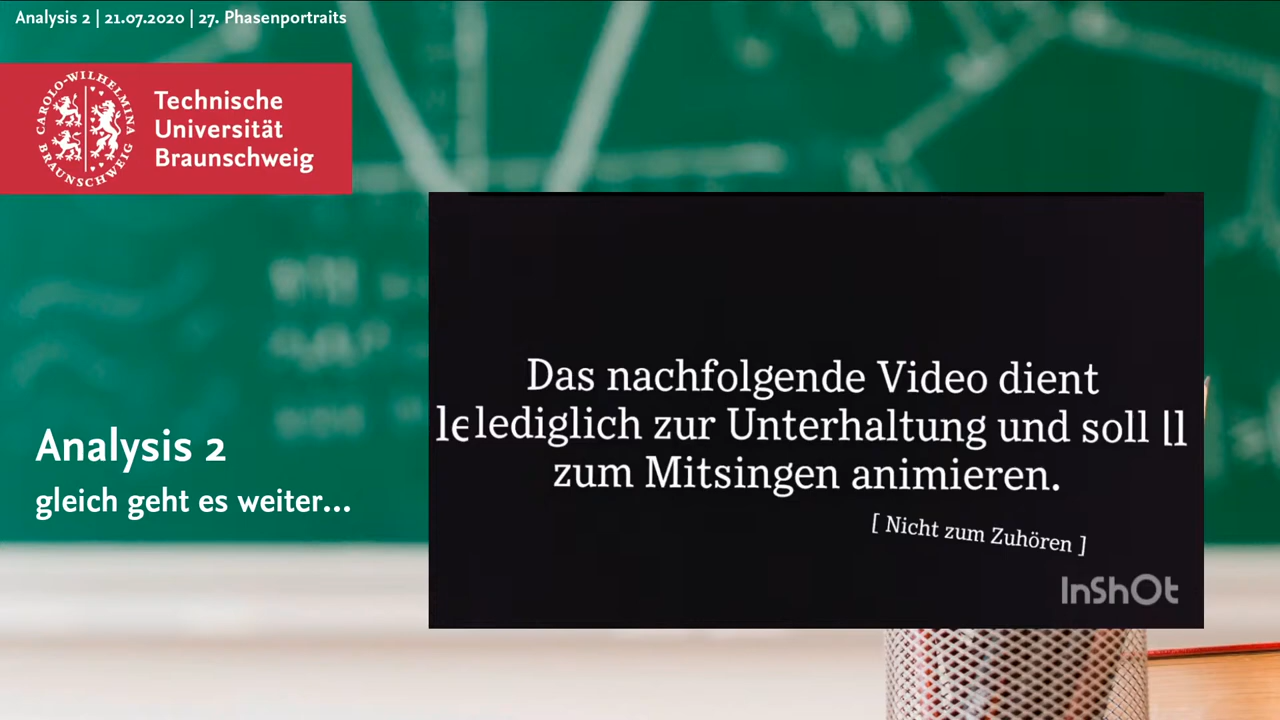 Analysis 2 | 21.07.2020 | 27. Phasenportraits
CAROLO-WILHELMINA
BRAUNSCHWEIG
Technische
Universität
Braunschweig
Das nachfolgende Video dient
lelediglich zur Unterhaltung und soll ll
zum Mitsingen animieren.
[ Nicht zum Zuhören ]
InShOt
Analysis 2
gleich geht es weiter...